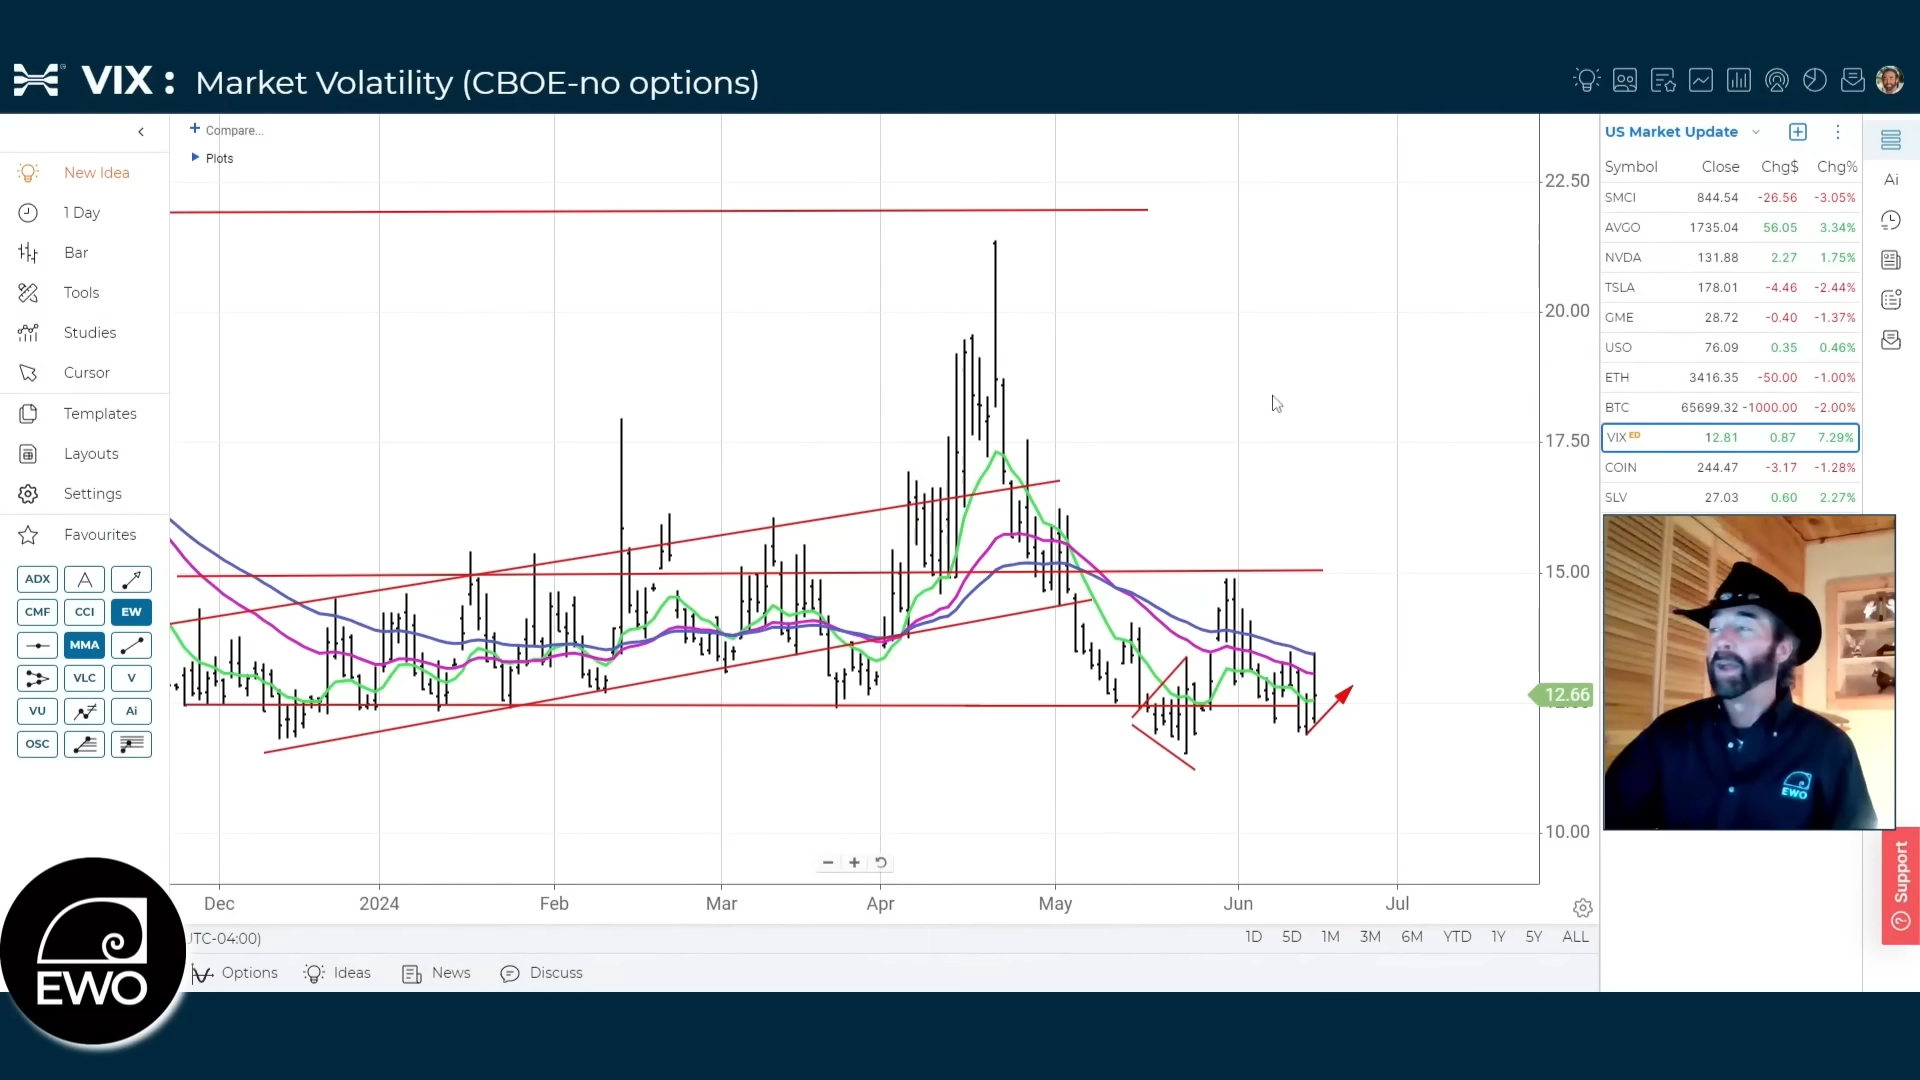 VIX : Market Volatility (CBOE-no options)
Compare...
Plots
New Idea
1 Day
Bar
Tools
Studies
Cursor
Templates
Layouts
Settings
Favourites
ADX
CMF CCI EW
MMA
VLC V
VU Ai
OSC
22.50
20.00
17.50
15.00
12.66
10.00
Dec 2024 Feb Mar Apr May Jun Jul
UTC-04:00)
1D 5D 1M 3M 6M YTD 1Y 5Y ALL
Options Ideas News Discuss
EWO
US Market Update
Symbol Close Chg$ Chg%
SMCI 844.54 -26.56 -3.05%
AVGO 1735.04 56.05 3.34%
NVDA 131.88 2.27 1.75%
TSLA 178.01 -4.46 -2.44%
GME 28.72 -0.40 -1.37%
USO 76.09 0.35 0.46%
ETH 3416.35 -50.00 -1.00%
BTC 65699.32 -1000.00 -2.00%
VIX ED 12.81 0.87 7.29%
COIN 244.47 -3.17 -1.28%
SLV 27.03 0.60 2.27%
Ai
EWO
Support